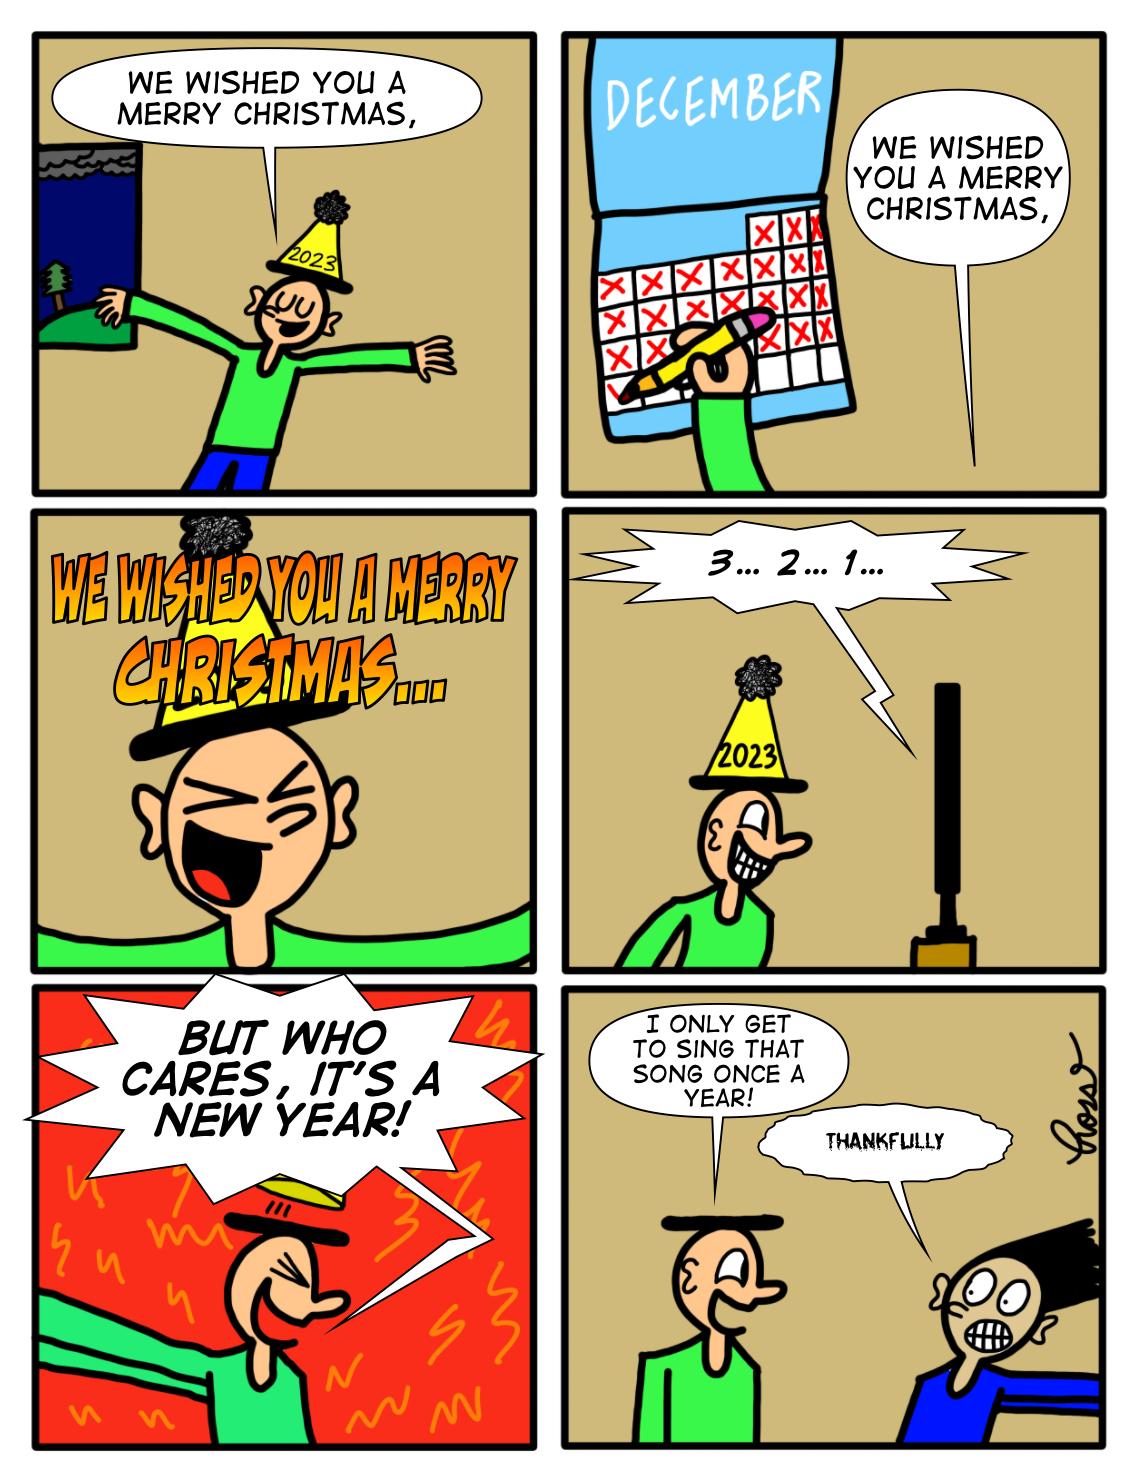 WE WISHED YOU A
MERRY CHRISTMAS,
2023
DECEMBER
WE WISHED
YOU A MERRY
CHRISTMAS,
WE WISHED YOU A MERRY
CHRISTMAS...
3... 2... 1...
2023
BUT WHO
CARES, IT'S A
NEW YEAR!
I ONLY GET
TO SING THAT
SONG ONCE A
YEAR!
THANKFULLY